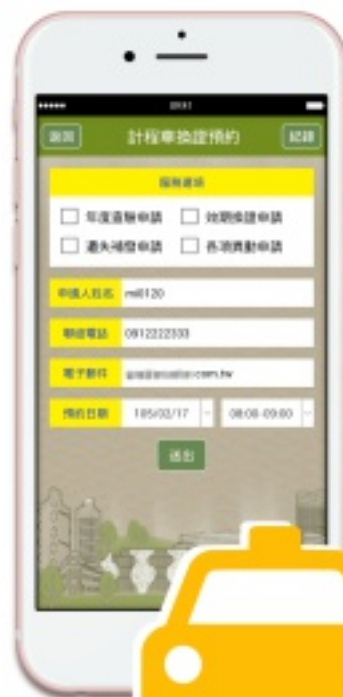 返回 計程車換證預約 紀錄
服務選項
年度查驗申請 效期換證申請
遺失補發申請 各項異動申請
申請人姓名 mi0120
聯絡電話 0912222333
電子郵件 com.tw
預約日期 105/02/17 08:00-09:00
送出